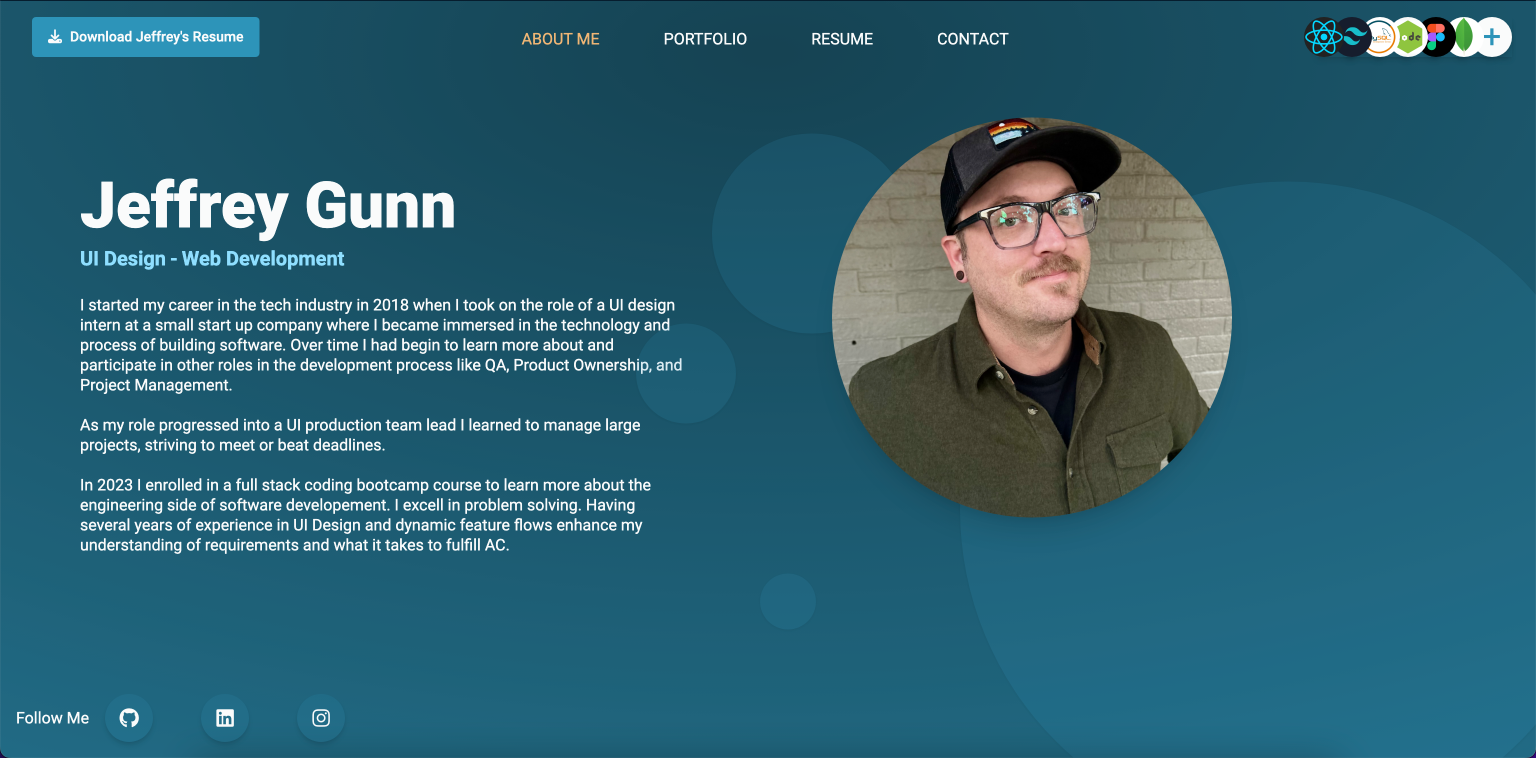 Download Jeffrey's Resume
ABOUT ME
PORTFOLIO
RESUME
CONTACT
Jeffrey Gunn
UI Design - Web Development
I started my career in the tech industry in 2018 when I took on the role of a UI design
intern at a small start up company where I became immersed in the technology and
process of building software. Over time I had begin to learn more about and
participate in other roles in the development process like QA, Product Ownership, and
Project Management.
As my role progressed into a UI production team lead I learned to manage large
projects, striving to meet or beat deadlines.
In 2023 I enrolled in a full stack coding bootcamp course to learn more about the
engineering side of software developement. I excell in problem solving. Having
several years of experience in UI Design and dynamic feature flows enhance my
understanding of requirements and what it takes to fulfill AC.
Follow Me